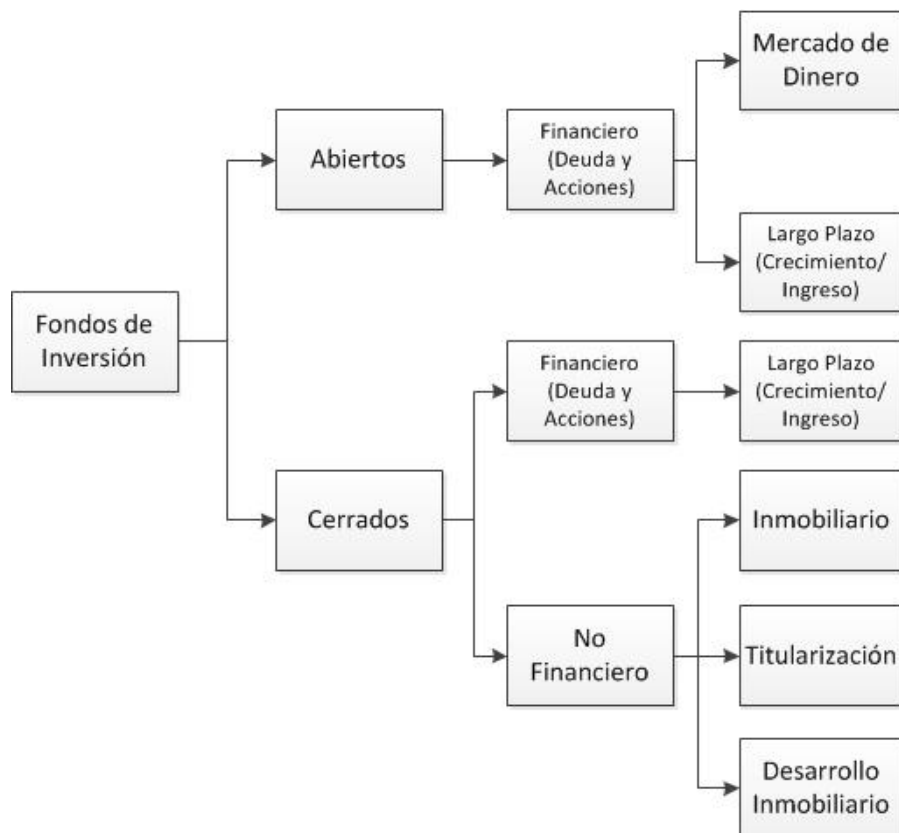 Mercado de
Dinero
Abiertos
Financiero
(Deuda y
Acciones)
Largo Plazo
(Crecimiento/
Ingreso)
Fondos de
Inversión
Financiero
(Deuda y
Acciones)
Largo Plazo
(Crecimiento/
Ingreso)
Cerrados
Inmobiliario
No
Financiero
Titularización
Desarrollo
Inmobiliario